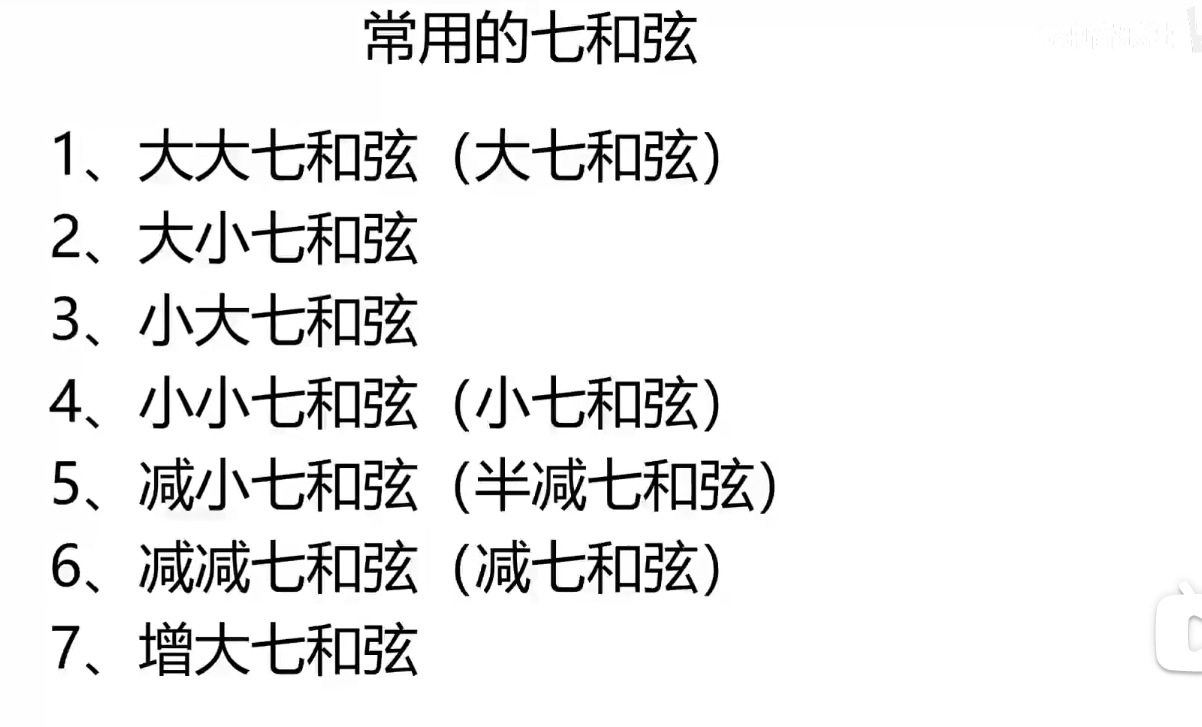 常用的七和弦
1、大大七和弦（大七和弦）
2、大小七和弦
3、小大七和弦
4、小小七和弦（小七和弦）
5、减小七和弦（半减七和弦）
6、减减七和弦（减七和弦）
7、增大七和弦